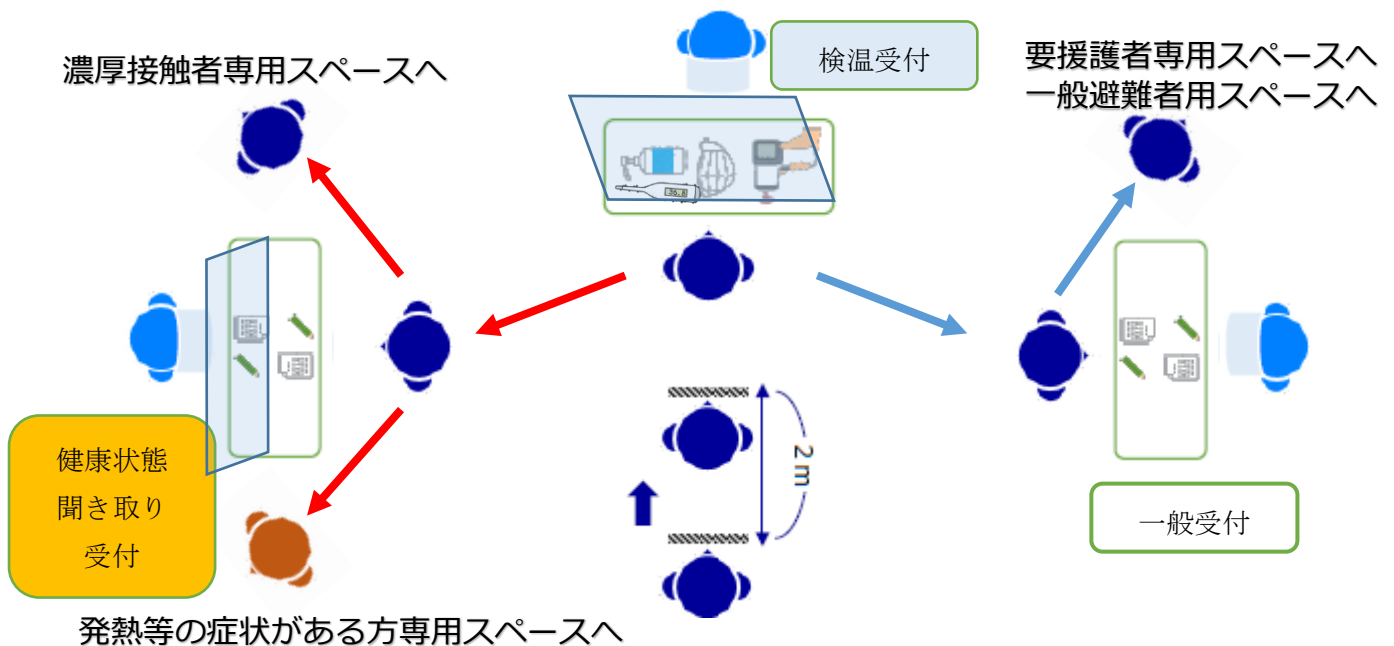 濃厚接触者専用スペースへ
検温受付
要援護者専用スペースへ
一般避難者用スペースへ
健康状態
聞き取り
受付
2m
一般受付
発熱等の症状がある方専用スペースへ